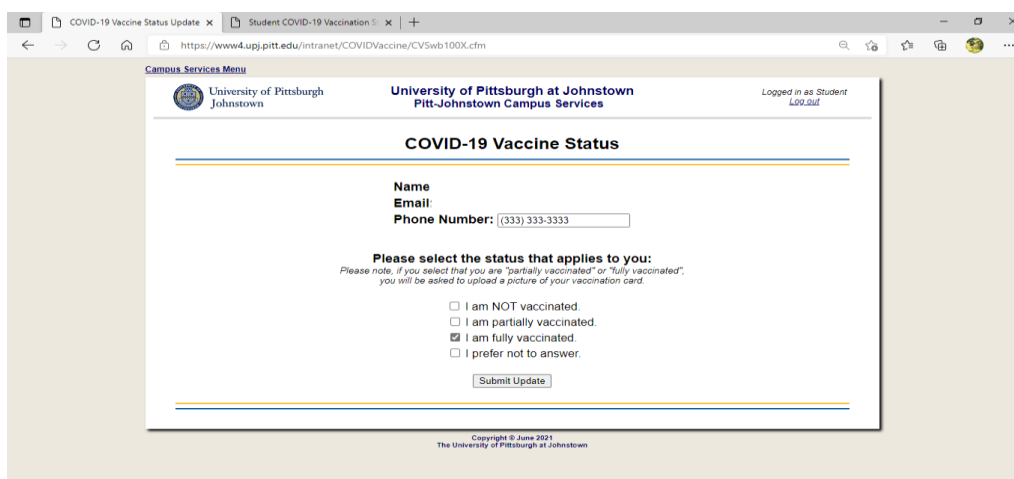 COVID-19 Vaccine Status Update
Student COVID-19 Vaccination
https://www4.upj.pitt.edu/intranet/COVIDVaccine/CVSwb100X.cfm
Campus Services Menu
University of Pittsburgh
Johnstown
University of Pittsburgh at Johnstown
Pitt-Johnstown Campus Services
Logged in as Student
Log out
COVID-19 Vaccine Status
Name
Email:
Phone Number: (333) 333-3333
Please select the status that applies to you:
Please note, if you select that you are "partially vaccinated" or "fully vaccinated",
you will be asked to upload a picture of your vaccination card.
I am NOT vaccinated.
I am partially vaccinated.
I am fully vaccinated.
I prefer not to answer.
Submit Update
Copyright © June 2021
The University of Pittsburgh at Johnstown